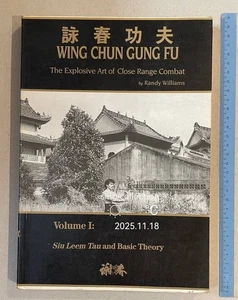 詠春功夫
WING CHUN GUNG FU
The Explosive Art of Close Range Combat
by Randy Williams
Volume I:
2025.11.18
Siu Leem Tau and Basic Theory